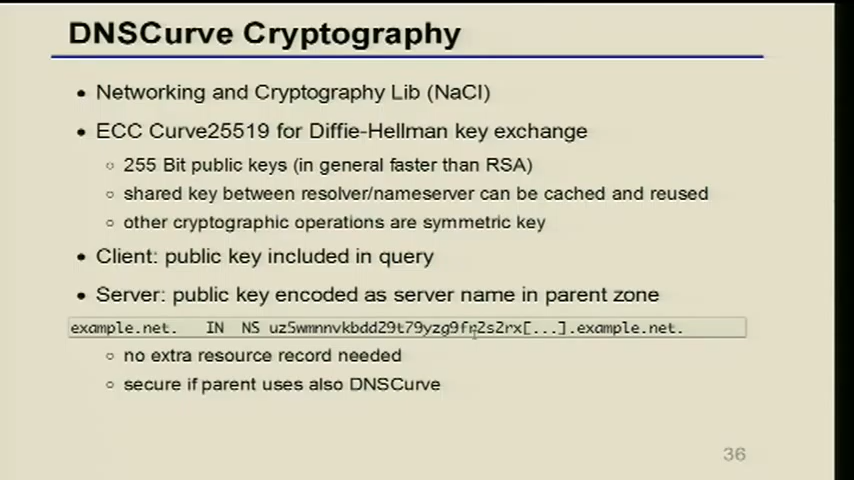 DNSCurve Cryptography
• Networking and Cryptography Lib (NaCl)
• ECC Curve25519 for Diffie-Hellman key exchange
◦ 255 Bit public keys (in general faster than RSA)
◦ shared key between resolver/nameserver can be cached and reused
◦ other cryptographic operations are symmetric key
• Client: public key included in query
• Server: public key encoded as server name in parent zone
example.net. IN NS uz5wmnnvkbdd29t79yzg9fr2s2rx[...].example.net.
◦ no extra resource record needed
◦ secure if parent uses also DNSCurve
36